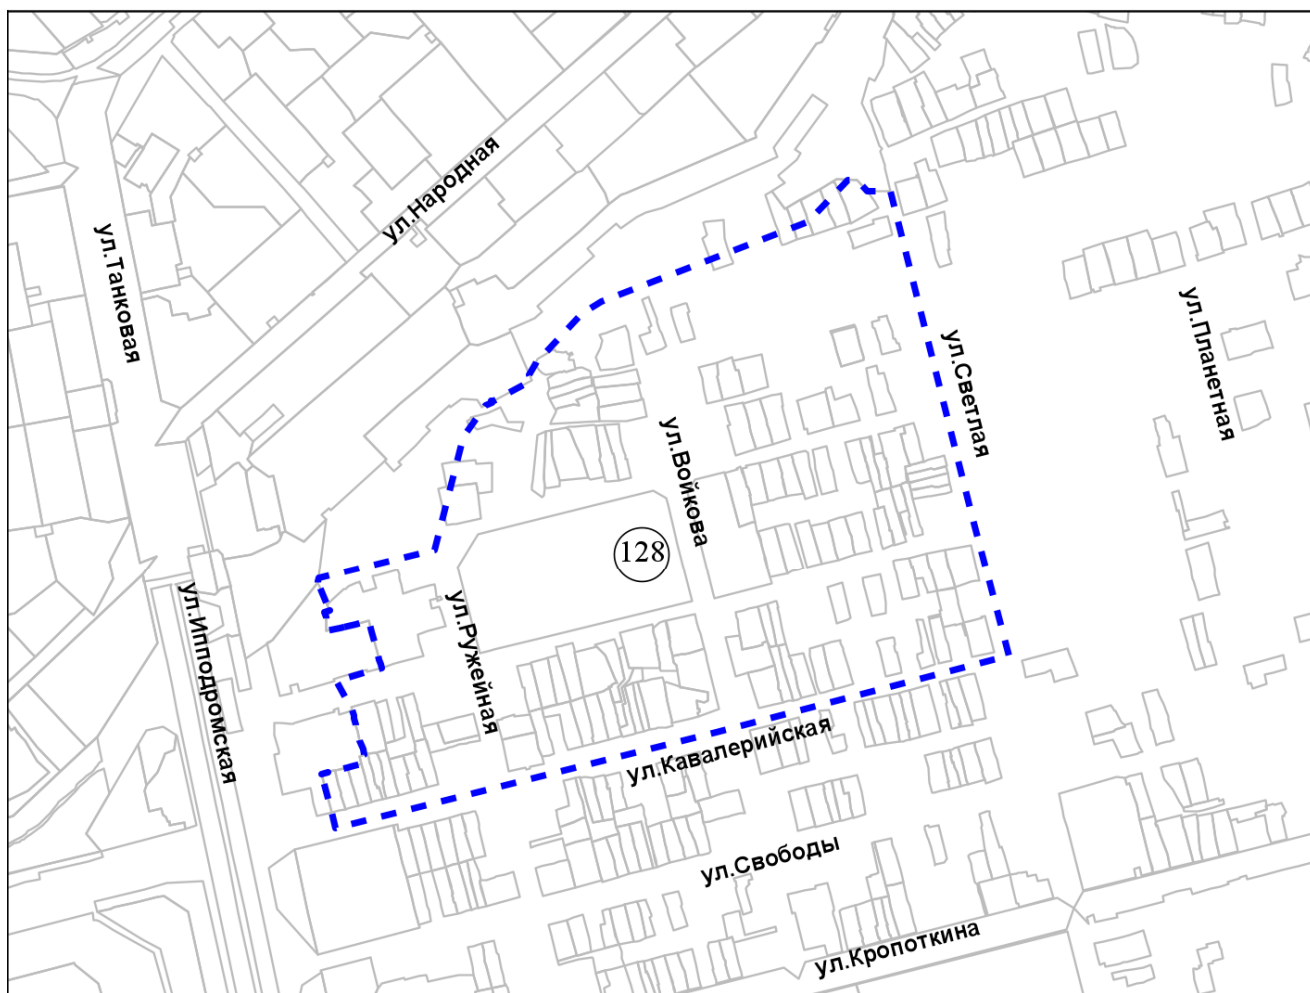 ул.Народная
ул.Танковая
ул.Планетная
ул.Светлая
ул.Войкова
128
ул.Ипподромская
ул.Ружейная
ул.Кавалерийская
ул.Свободы
ул.Кропоткина